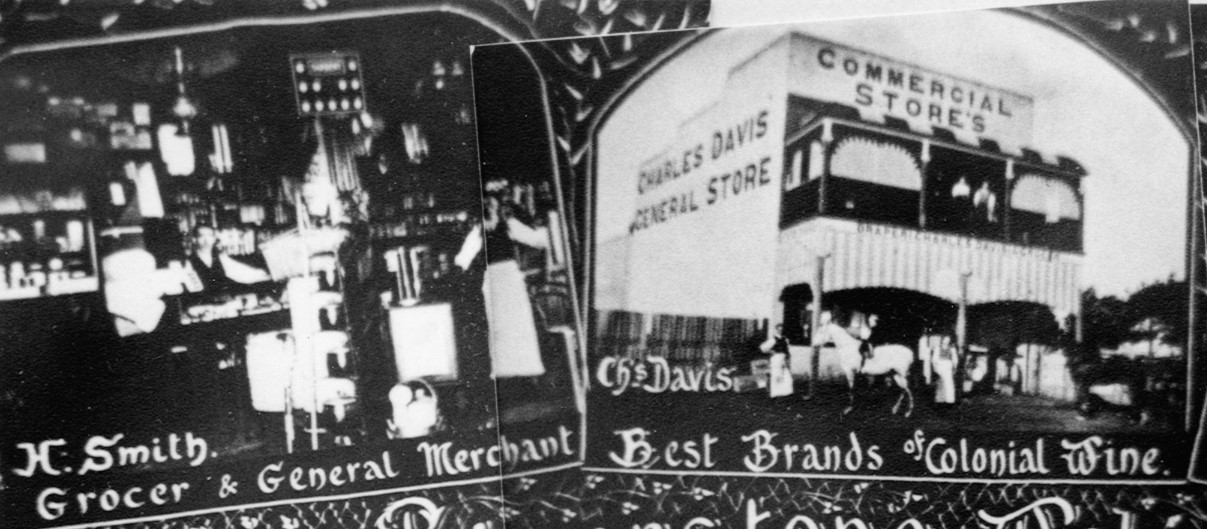 H. Smith.
Grocer & General Merchant
COMMERCIAL
STORE'S
CHARLES DAVIS
GENERAL STORE
Chs Davis.
Best Brands of Colonial Wine.